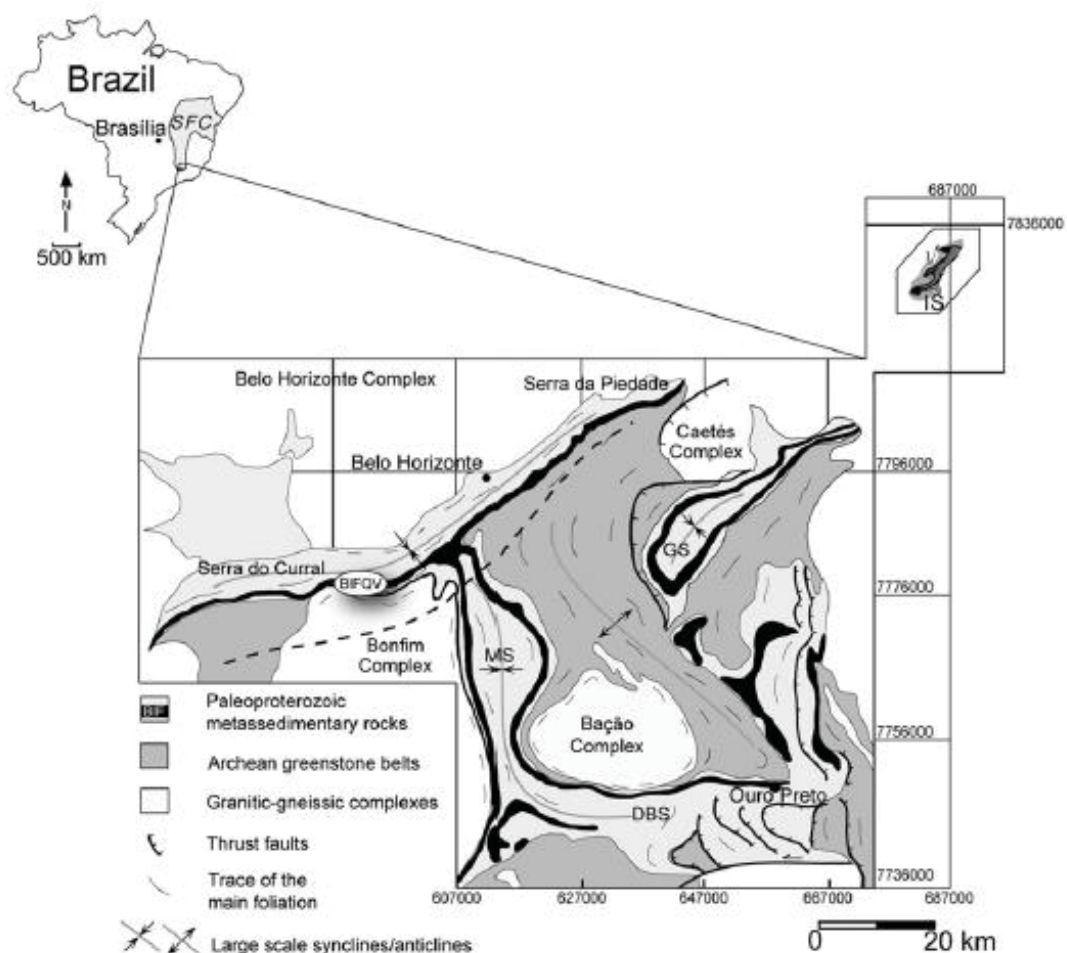 Brazil
SFC
Brasília
N
500 km
687000
7836000
IS
Belo Horizonte Complex
Serra da Piedade
Caetés
Complex
Belo Horizonte
7796000
GS
Serra do Curral
BIFQV
7776000
Bonfim
Complex
MS
Bação
Complex
7756000
Ouro Preto
DBS
7736000
607000
627000
647000
667000
687000
BIF
Paleoproterozoic
metassedimentary rocks
Archean greenstone belts
Granitic-gneissic complexes
Thrust faults
Trace of the
main foliation
Large scale synclines/anticlines
0
20 km